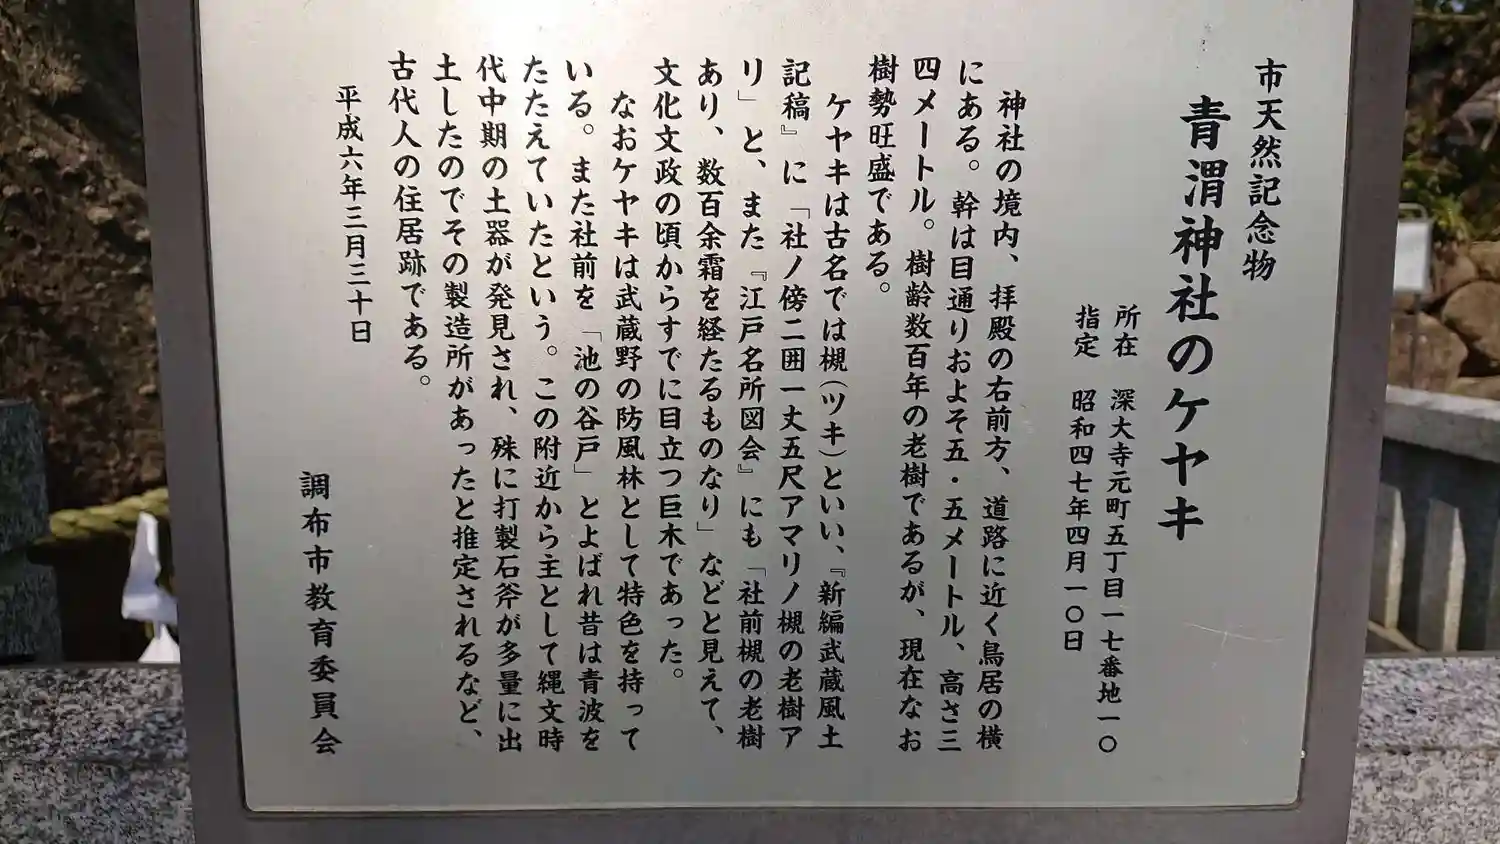 市天然記念物
青渭神社のケヤキ
所在 深大寺元町五丁目一七番地一〇
指定 昭和四七年四月一〇日
神社の境内、拝殿の右前方、道路に近く鳥居の横
にある。幹は目通りおよそ五・五メートル、高さ三
四メートル。樹齢数百年の老樹であるが、現在なお
樹勢旺盛である。
ケヤキは古名では槻(ツキ)といい、『新編武蔵風土
記稿』に「社ノ傍二囲一丈五尺アマリノ槻の老樹ア
リ」と、また『江戸名所図会』にも「社前槻の老樹
あり、数百余霜を経たるものなり」などと見えて、
文化文政の頃からすでに目立つ巨木であった。
なおケヤキは武蔵野の防風林として特色を持って
いる。また社前を「池の谷戸」とよばれ昔は青波を
たたえていたという。この附近から主として縄文時
代中期の土器が発見され、殊に打製石斧が多量に出
土したのでその製造所があったと推定されるなど、
古代人の住居跡である。
平成六年三月三十日
調布市教育委員会